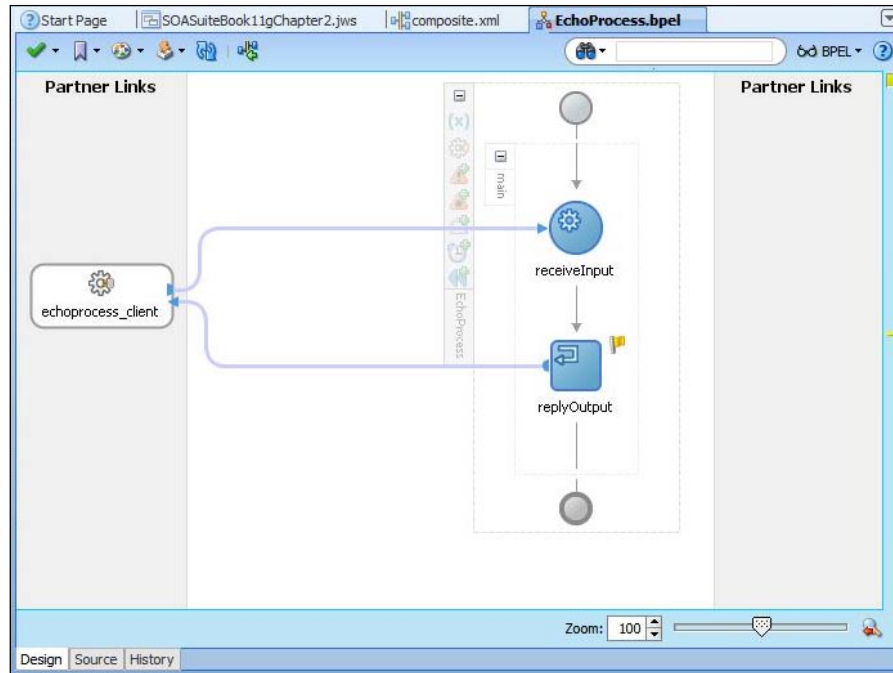 Start Page SOASuiteBook11gChapter2.jws composite.xml EchoProcess.bpel
BPEL
Partner Links
Partner Links
(x)
main
receiveInput
echoprocess_client
EchoProcess
replyOutput
Zoom: 100
Design Source History